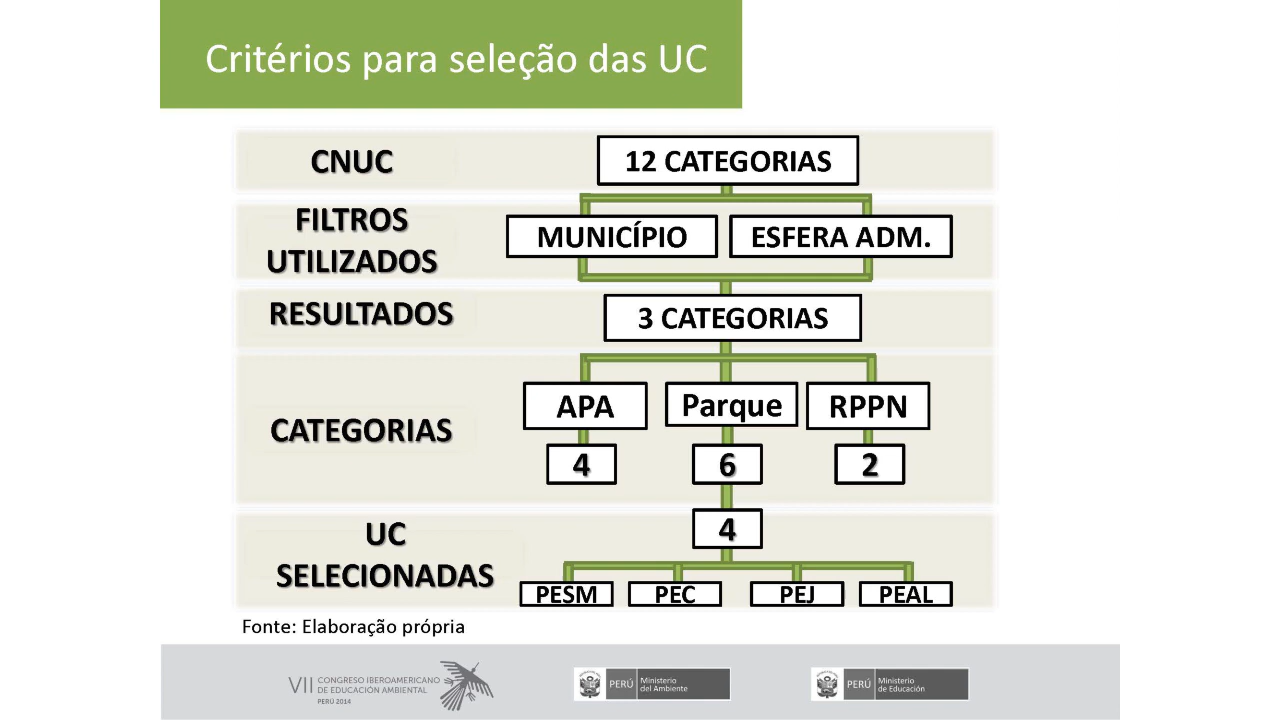 Critérios para seleção das UC
CNUC
12 CATEGORIAS
FILTROS
UTILIZADOS
MUNICÍPIO
ESFERA ADM.
RESULTADOS
3 CATEGORIAS
CATEGORIAS
APA
Parque
RPPN
4
6
2
UC
SELECIONADAS
4
PESM
PEC
PEJ
PEAL
Fonte: Elaboração própria
VII CONGRESO IBEROAMERICANO
DE EDUCACIÓN AMBIENTAL
PERÚ 2014
PERÚ
Ministerio
del Ambiente
PERÚ
Ministerio
de Educación